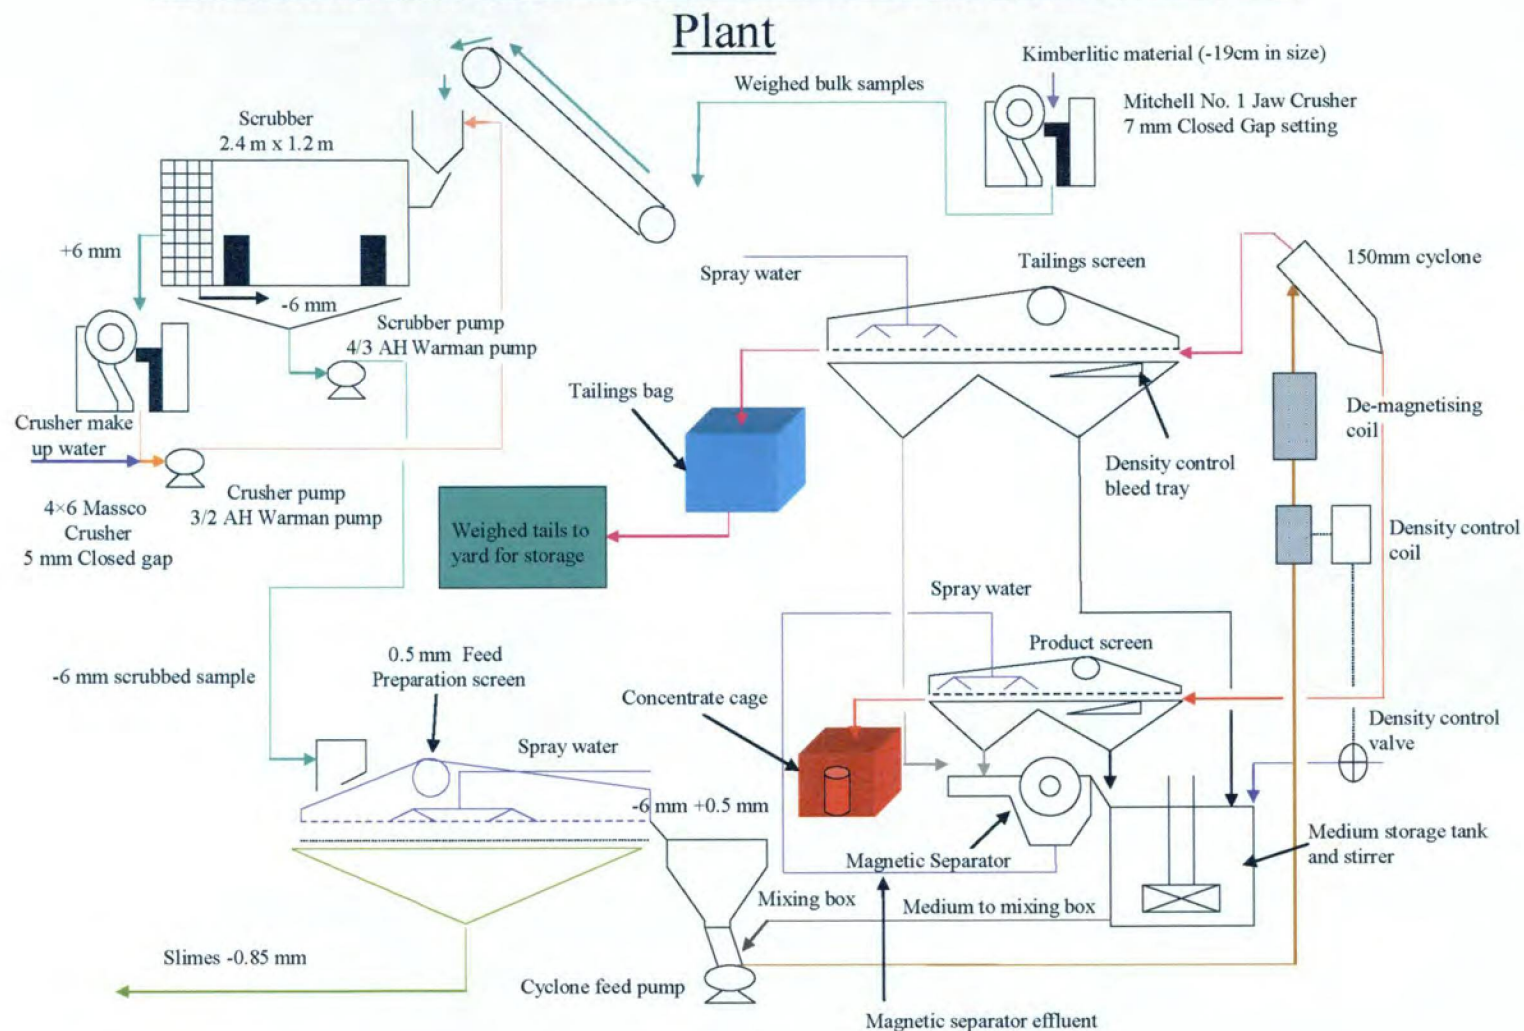 Plant
Kimberlitic material (-19cm in size)
Weighed bulk samples
Mitchell No. 1 Jaw Crusher
7 mm Closed Gap setting
Scrubber
2.4 m x 1.2 m
+6 mm
-6 mm
Spray water
Tailings screen
150mm cyclone
Scrubber pump
4/3 AH Warman pump
Tailings bag
De-magnetising
coil
Crusher make
up water
Density control
bleed tray
Crusher pump
3/2 AH Warman pump
4×6 Massco
Crusher
5 mm Closed gap
Weighed tails to
yard for storage
Density control
coil
Spray water
Product screen
-6 mm scrubbed sample
0.5 mm Feed
Preparation screen
Concentrate cage
Density control
valve
Spray water
-6 mm +0.5 mm
Magnetic Separator
Medium storage tank
and stirrer
Mixing box
Medium to mixing box
Slimes -0.85 mm
Cyclone feed pump
Magnetic separator effluent